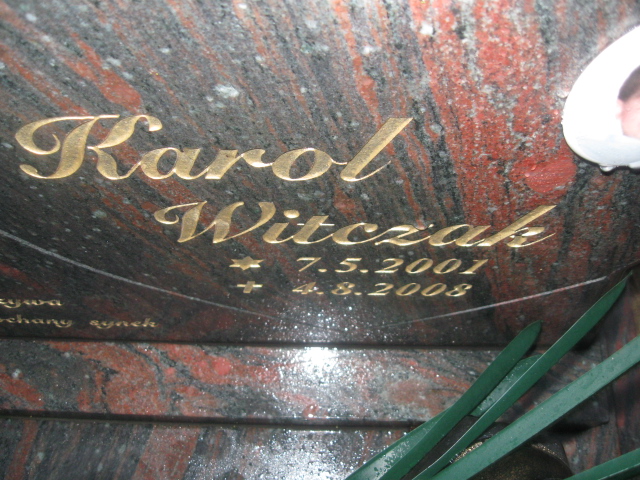 Karol
Witczak
✶ 7.5.2001
+ 4.8.2008
synek